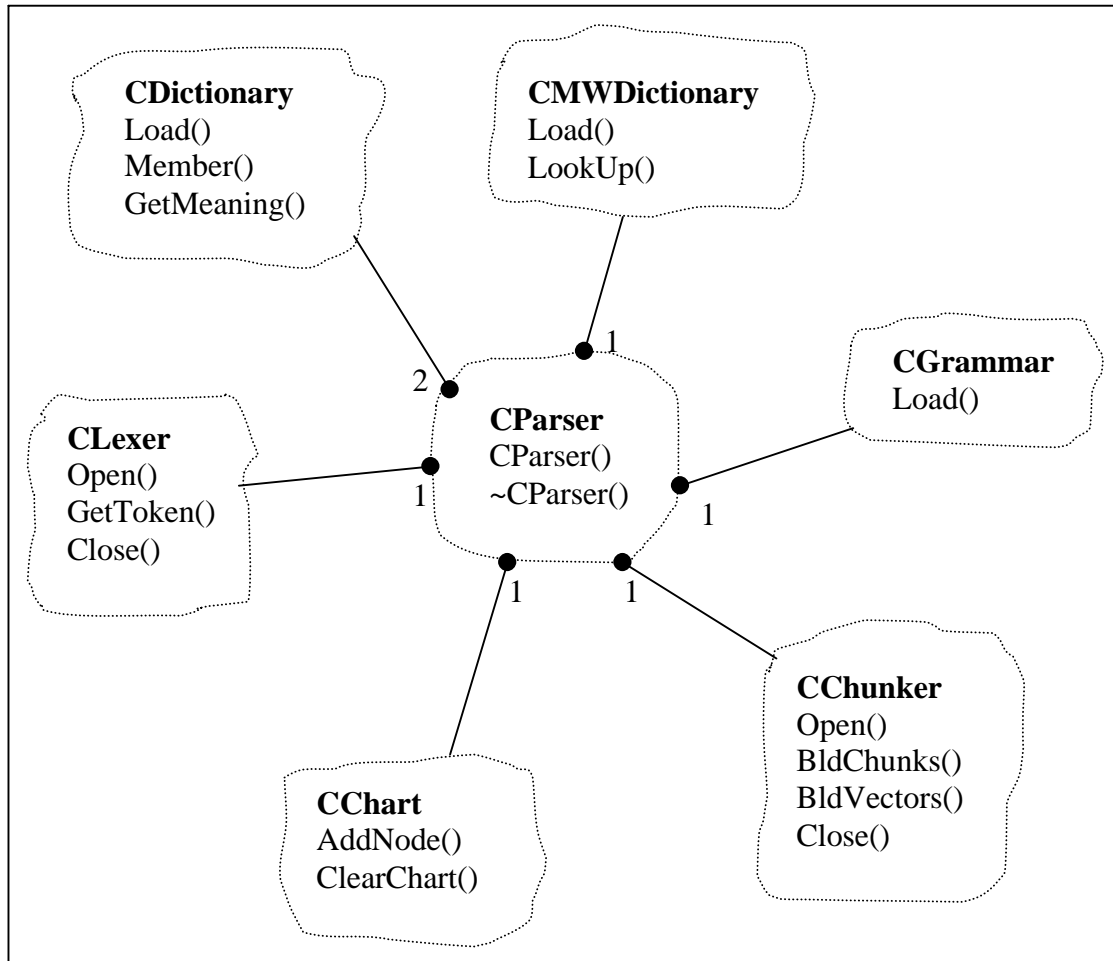 CDictionary
Load()
Member()
GetMeaning()
CMWDictionary
Load()
LookUp()
1
2
CGrammar
Load()
CParser
CParser()
~CParser()
CLexer
Open()
GetToken()
Close()
1
1
1
1
CChunker
Open()
BldChunks()
BldVectors()
Close()
CChart
AddNode()
ClearChart()